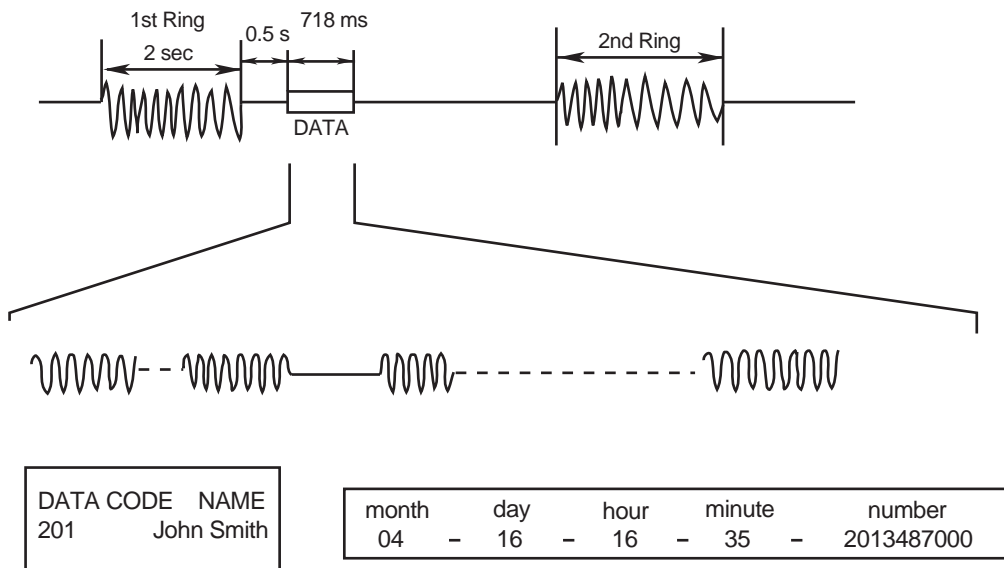 1st Ring
2 sec
0.5 s
718 ms
2nd Ring
DATA
DATA CODE NAME
201 John Smith
month day hour minute number
04 – 16 – 16 – 35 – 2013487000